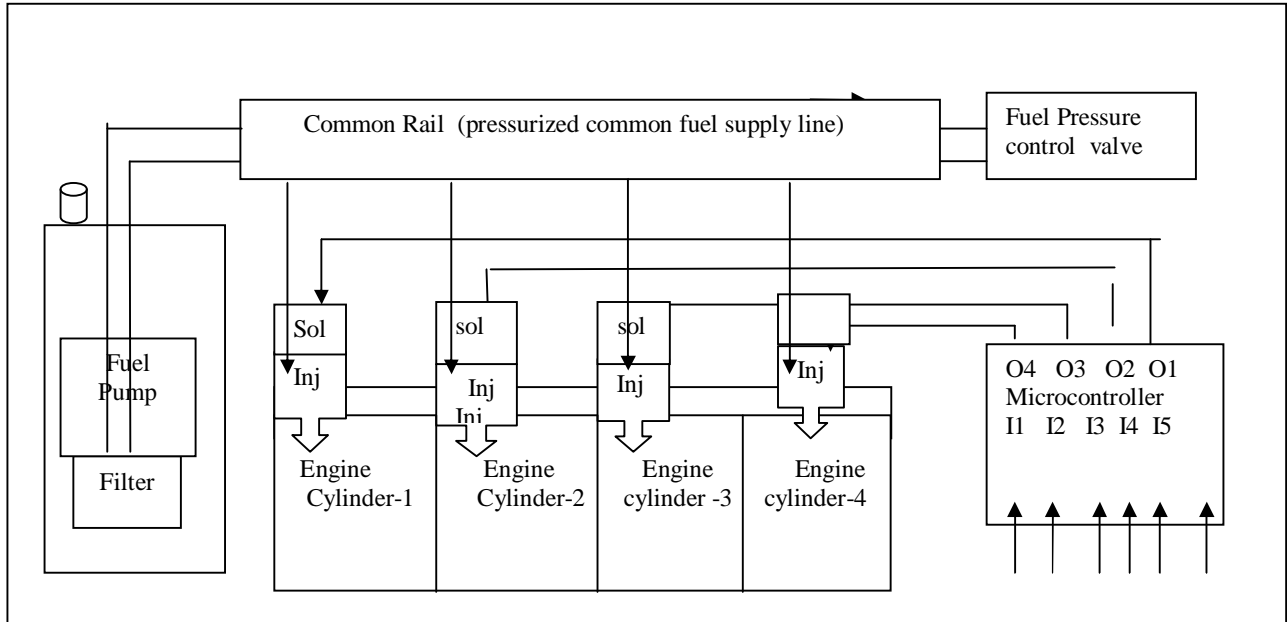 Common Rail (pressurized common fuel supply line)
Fuel Pressure
control valve
Sol
sol
sol
Fuel
Pump
Inj
Inj
Inj
Inj
Inj
O4 O3 O2 O1
Microcontroller
I1 I2 I3 I4 I5
Filter
Engine
Cylinder-1
Engine
Cylinder-2
Engine
cylinder -3
Engine
cylinder-4